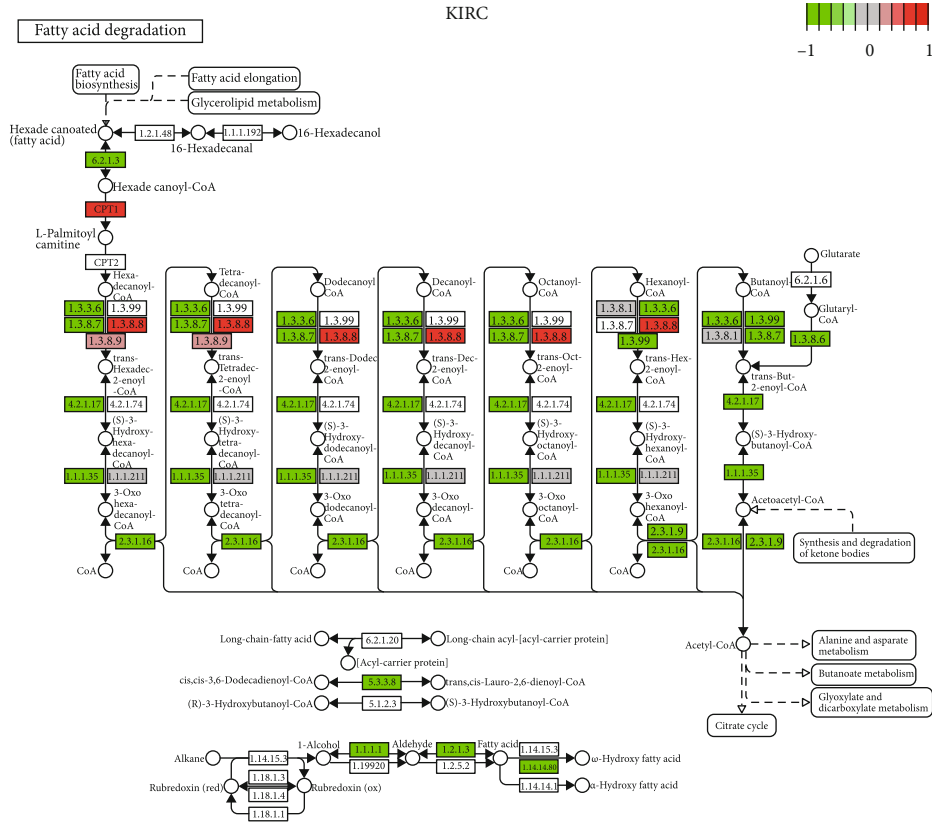 KIRC
Fatty acid degradation
−1 0 1
Fatty acid
biosynthesis
Fatty acid elongation
Glycerolipid metabolism
Hexade canoated
(fatty acid)
1.2.1.48
1.1.1.192
16-Hexadecanol
16-Hexadecanal
6.2.1.3
Hexade canoyl-CoA
CPT1
L-Palmitoyl
camitine
CPT2
Hexa-
decanoyl-
CoA
1.3.3.6 1.3.99
1.3.8.7 1.3.8.8
1.3.8.9
trans-
Hexadec-
2-enoyl
-CoA
4.2.1.17 4.2.1.74
(S)-3-
Hydroxy-
hexa-
decanoyl-
CoA
1.1.1.35 1.1.1.211
3-Oxo
hexa-
decanoyl-
CoA
2.3.1.16
CoA
Tetra-
decanoyl-
CoA
1.3.3.6 1.3.99
1.3.8.7 1.3.8.8
1.3.8.9
trans-
Tetradec-
2-enoyl
-CoA
4.2.1.17 4.2.1.74
(S)-3-
Hydroxy-
tetra-
decanoyl-
CoA
1.1.1.35 1.1.1.211
3-Oxo
tetra-
decanoyl-
CoA
2.3.1.16
CoA
Dodecanoyl
CoA
1.3.3.6 1.3.99
1.3.8.7 1.3.8.8
trans-Dodec
2-enoyl-
CoA
4.2.1.17 4.2.1.74
(S)-3-
Hydroxy-
dodecanoyl-
CoA
1.1.1.35 1.1.1.211
3-Oxo
dodecanoyl-
CoA
2.3.1.16
CoA
Decanoyl-
CoA
1.3.3.6 1.3.99
1.3.8.7 1.3.8.8
trans-Dec-
2-enoyl-
CoA
4.2.1.17 4.2.1.74
(S)-3-
Hydroxy-
decanoyl-
CoA
1.1.1.35 1.1.1.211
3-Oxo
decanoyl-
CoA
2.3.1.16
CoA
Octanoyl-
CoA
1.3.3.6 1.3.99
1.3.8.7 1.3.8.8
trans-Oct-
2-enoyl-
CoA
4.2.1.17 4.2.1.74
(S)-3-
Hydroxy-
octanoyl-
CoA
1.1.1.35 1.1.1.211
3-Oxo
octanoyl-
CoA
2.3.1.16
CoA
Hexanoyl-
CoA
1.3.8.1 1.3.3.6
1.3.8.7 1.3.8.8
1.3.99
trans-Hex-
2-enoyl-
CoA
4.2.1.17 4.2.1.74
(S)-3-
Hydroxy-
hexanoyl-
CoA
1.1.1.35 1.1.1.211
3-Oxo
hexanoyl-
CoA
2.3.1.9
2.3.1.16
CoA
Butanoyl-
CoA
1.3.3.6 1.3.99
1.3.8.1 1.3.8.7
trans-But-
2-enoyl-CoA
4.2.1.17
(S)-3-Hydroxy-
butanoyl-CoA
1.1.1.35
Acetoacetyl-CoA
2.3.1.16 2.3.1.9
Glutarate
6.2.1.6
Glutaryl-
CoA
1.3.8.6
Synthesis and degradation
of ketone bodies
Acetyl-CoA
Alanine and asparate
metabolism
Butanoate metabolism
Glyoxylate and
dicarboxylate metabolism
Citrate cycle
Long-chain-fatty acid
6.2.1.20
Long-chain acyl-[acyl-carrier protein]
[Acyl-carrier protein]
cis,cis-3,6-Dodecadienoyl-CoA
5.3.3.8
trans,cis-Lauro-2,6-dienoyl-CoA
(R)-3-Hydroxybutanoyl-CoA
5.1.2.3
(S)-3-Hydroxybutanoyl-CoA
Alkane
1.14.15.3
1-Alcohol
1.1.1.1
1.19920
Aldehyde
1.2.1.3
1.2.5.2
Fatty acid
1.14.15.3
1.14.14.80
ω-Hydroxy fatty acid
1.14.14.1
α-Hydroxy fatty acid
Rubredoxin (red)
1.18.1.3
1.18.1.4
1.18.1.1
Rubredoxin (ox)